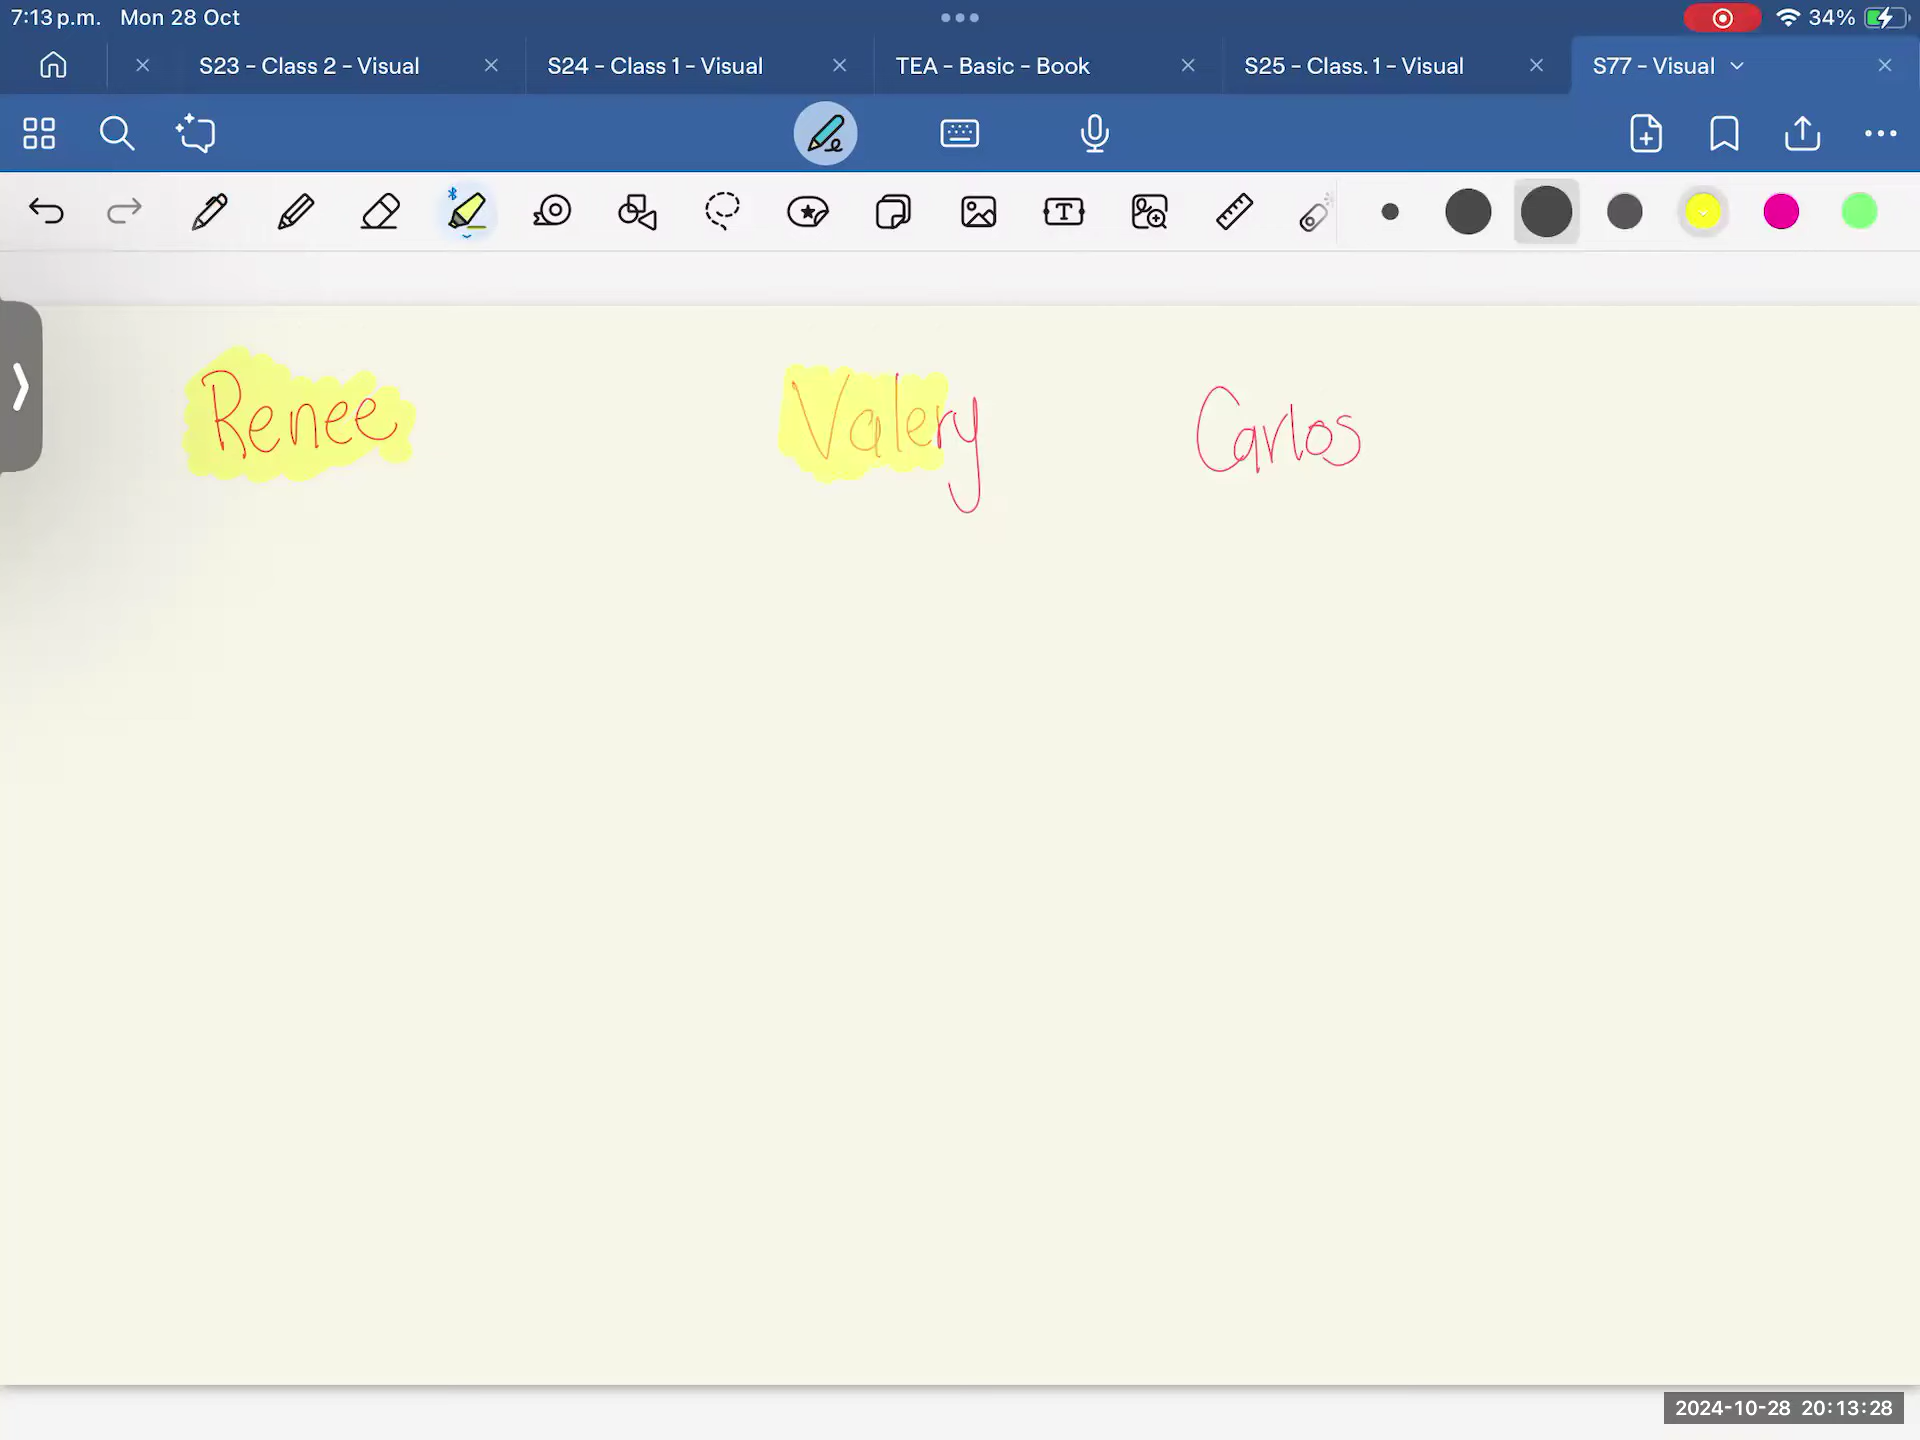 7:13 p.m. Mon 28 Oct 34%
S23 - Class 2 - Visual S24 - Class 1 - Visual TEA - Basic - Book S25 - Class. 1 - Visual S77 - Visual
Renee Valery Carlos
2024-10-28 20:13:28